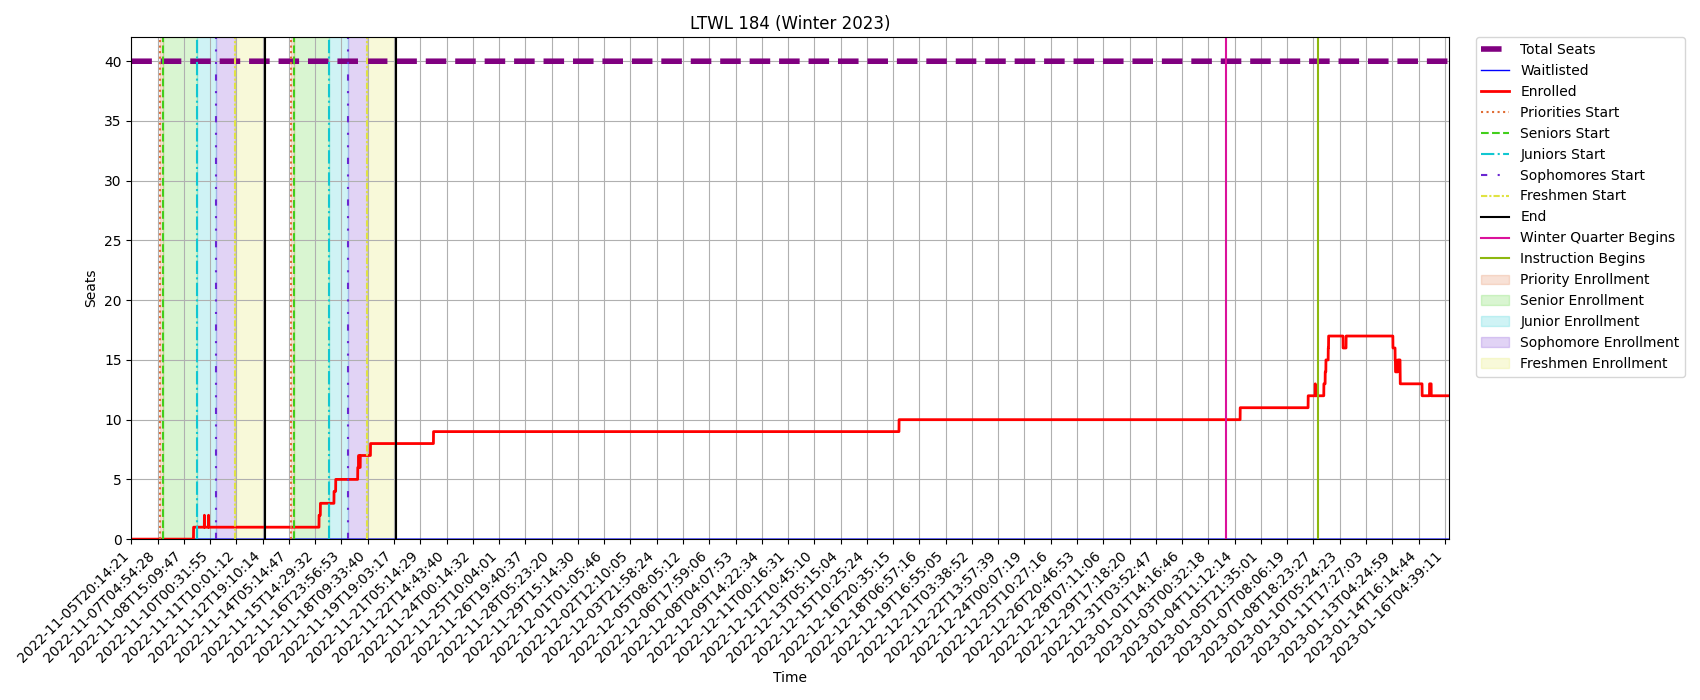 LTWL 184 (Winter 2023)
Seats
40
35
30
25
20
15
10
5
0
2022-11-05T20:14:21
2022-11-07T04:54:28
2022-11-08T15:09:47
2022-11-10T00:31:55
2022-11-11T10:01:12
2022-11-12T19:10:14
2022-11-14T05:14:47
2022-11-15T14:29:32
2022-11-16T23:56:53
2022-11-18T09:33:40
2022-11-19T19:03:17
2022-11-21T05:14:29
2022-11-22T14:43:40
2022-11-24T00:14:32
2022-11-25T10:04:01
2022-11-26T19:40:37
2022-11-28T05:23:20
2022-11-29T15:14:30
2022-12-01T01:05:46
2022-12-02T12:10:05
2022-12-03T21:58:24
2022-12-05T08:05:12
2022-12-06T17:59:06
2022-12-08T04:07:53
2022-12-09T14:22:34
2022-12-11T00:16:31
2022-12-12T10:45:10
2022-12-13T05:15:04
2022-12-15T10:25:24
2022-12-16T20:35:15
2022-12-18T06:57:16
2022-12-19T16:55:05
2022-12-21T03:38:52
2022-12-22T13:57:39
2022-12-24T00:07:19
2022-12-25T10:27:16
2022-12-26T20:46:53
2022-12-28T07:11:06
2022-12-29T17:18:20
2022-12-31T03:52:47
2023-01-01T14:16:46
2023-01-03T00:32:18
2023-01-04T11:12:14
2023-01-05T21:35:01
2023-01-07T08:06:19
2023-01-08T18:23:27
2023-01-10T05:24:23
2023-01-11T17:27:03
2023-01-13T04:24:59
2023-01-14T16:14:44
2023-01-16T04:39:11
Time
Total Seats
Waitlisted
Enrolled
Priorities Start
Seniors Start
Juniors Start
Sophomores Start
Freshmen Start
End
Winter Quarter Begins
Instruction Begins
Priority Enrollment
Senior Enrollment
Junior Enrollment
Sophomore Enrollment
Freshmen Enrollment